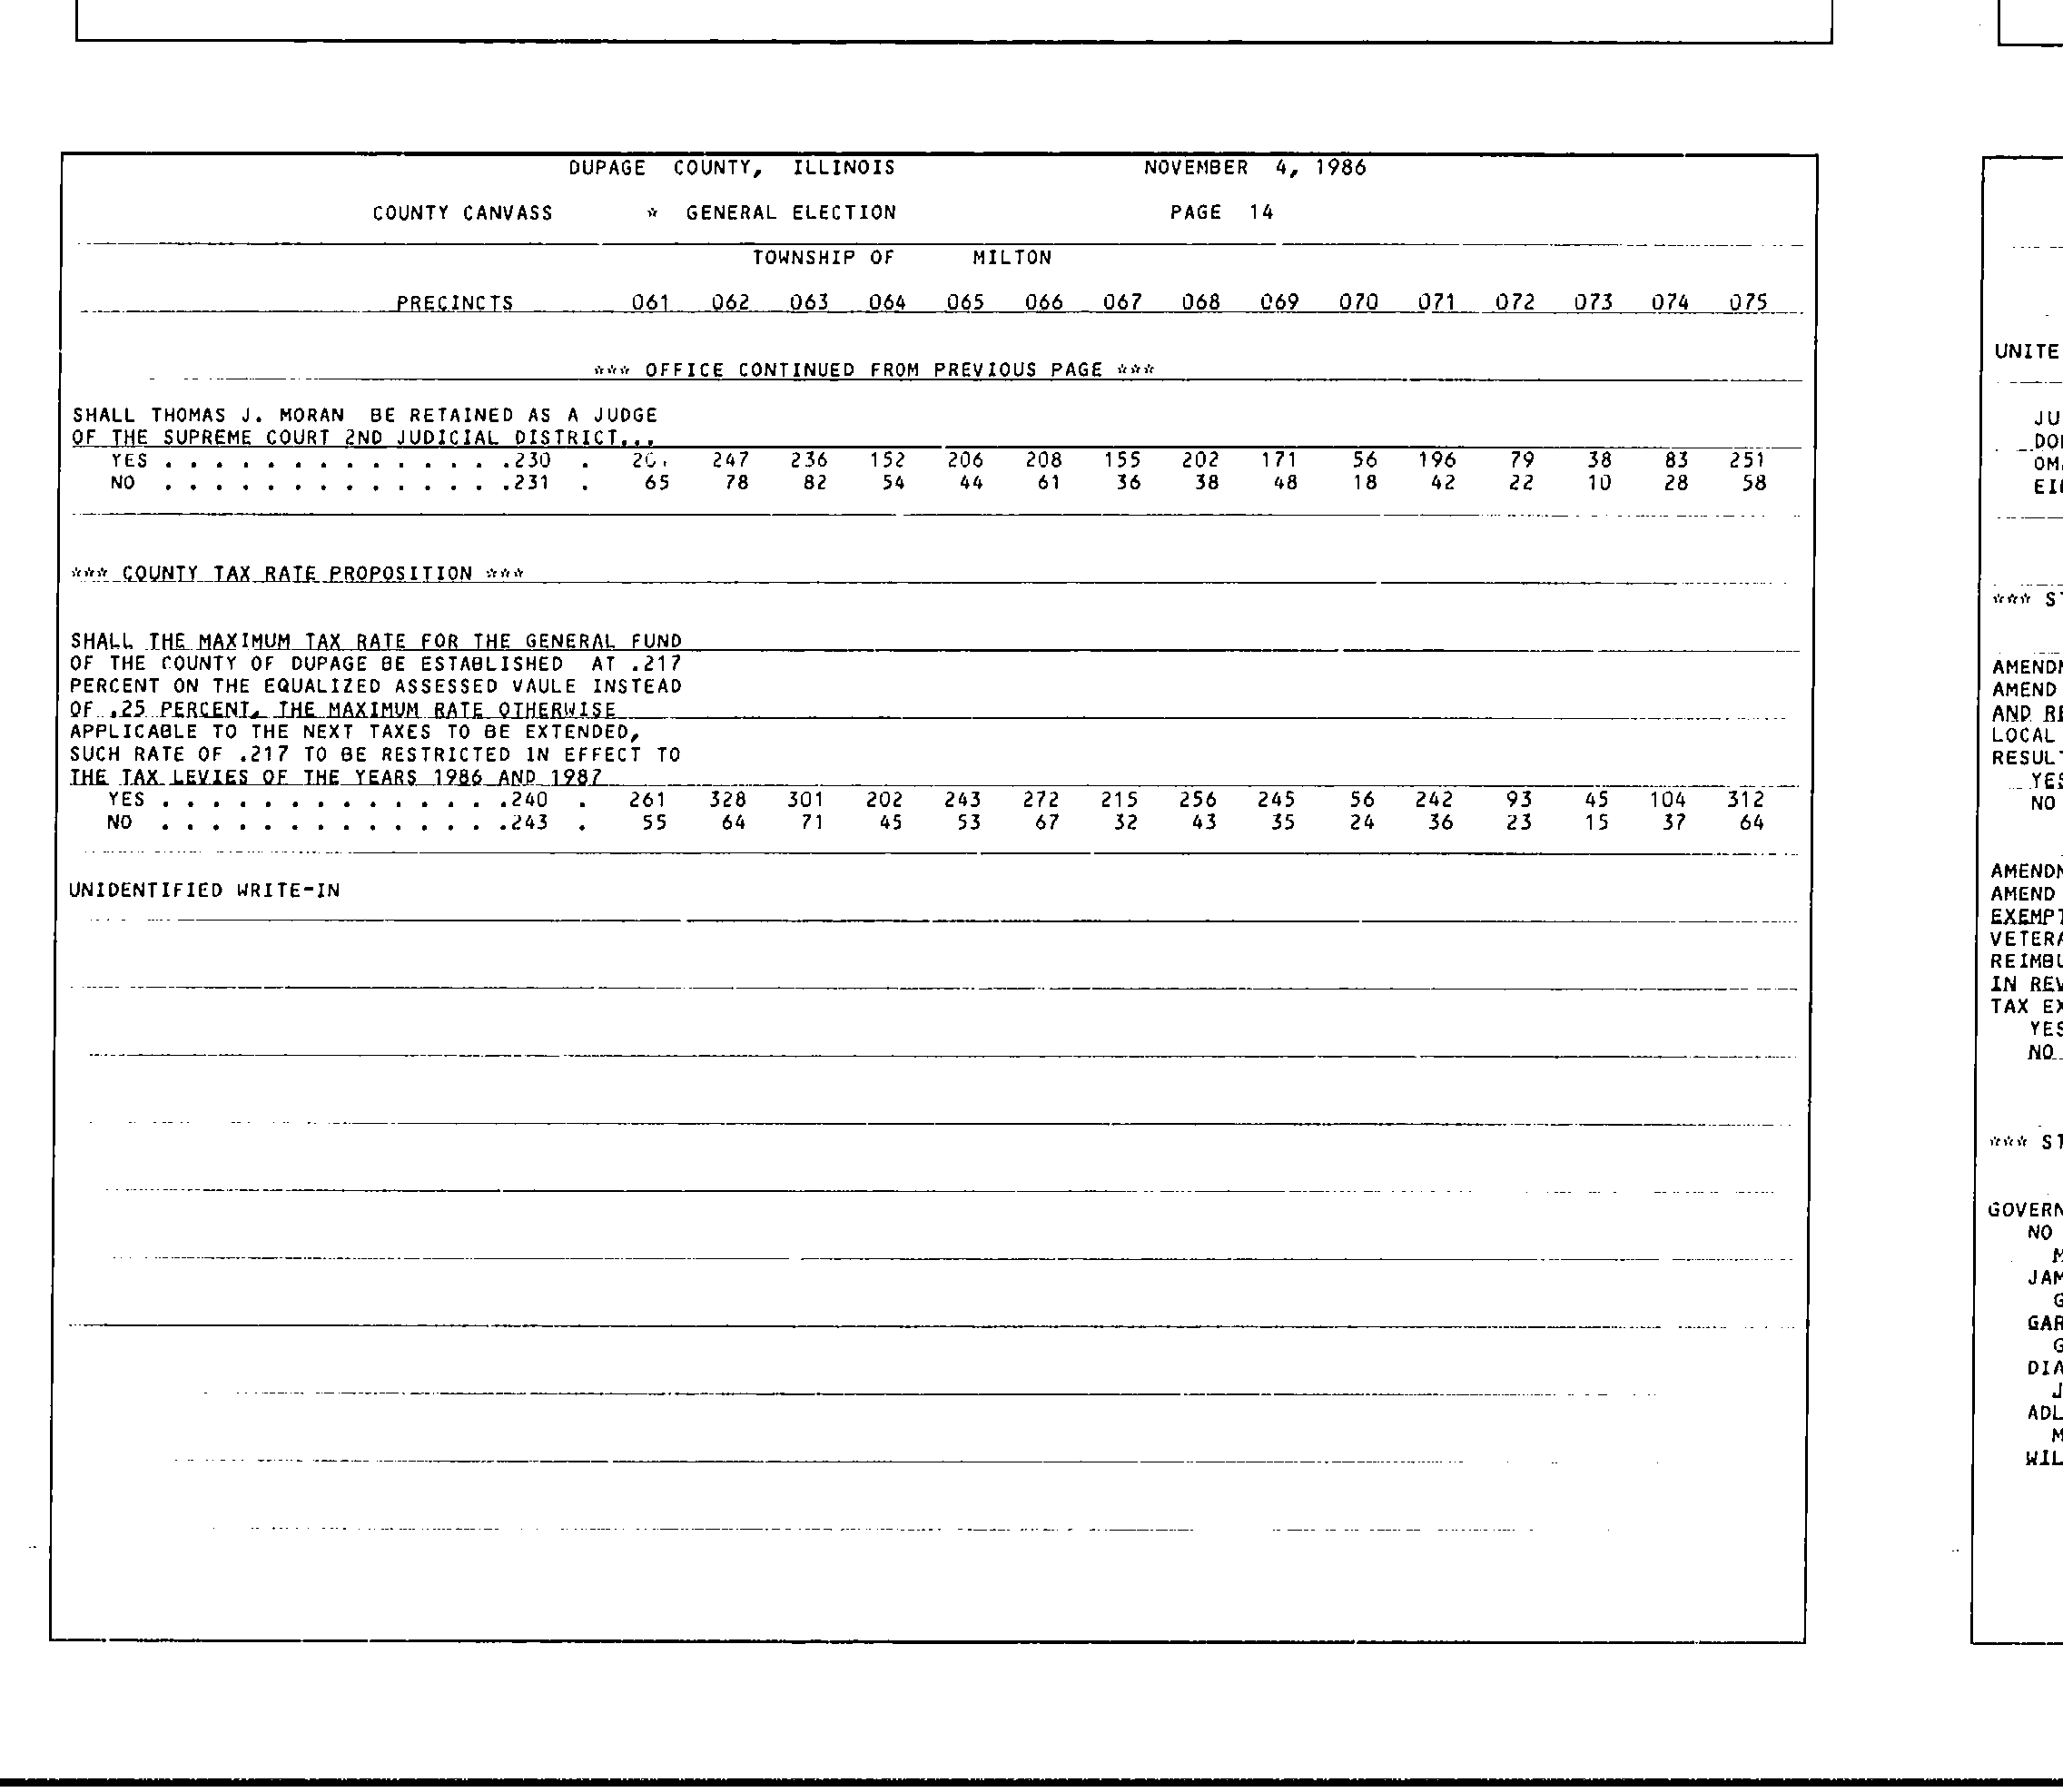 DUPAGE COUNTY, ILLINOIS NOVEMBER 4, 1986
COUNTY CANVASS * GENERAL ELECTION PAGE 14
TOWNSHIP OF MILTON
PRECINCTS 061 062 063 064 065 066 067 068 069 070 071 072 073 074 075
*** OFFICE CONTINUED FROM PREVIOUS PAGE ***
SHALL THOMAS J. MORAN BE RETAINED AS A JUDGE
OF THE SUPREME COURT 2ND JUDICIAL DISTRICT...
YES . . . . . . . . . . . . . .230 . 247 236 152 206 208 155 202 171 56 196 79 38 83 251
NO . . . . . . . . . . . . . .231 . 65 78 82 54 44 61 36 38 48 18 42 22 10 28 58
*** COUNTY TAX RATE PROPOSITION ***
SHALL THE MAXIMUM TAX RATE FOR THE GENERAL FUND
OF THE COUNTY OF DUPAGE BE ESTABLISHED AT .217
PERCENT ON THE EQUALIZED ASSESSED VAULE INSTEAD
OF .25 PERCENT, THE MAXIMUM RATE OTHERWISE
APPLICABLE TO THE NEXT TAXES TO BE EXTENDED,
SUCH RATE OF .217 TO BE RESTRICTED IN EFFECT TO
THE TAX LEVIES OF THE YEARS 1986 AND 1987
YES . . . . . . . . . . . . . .240 . 261 328 301 202 243 272 215 256 245 56 242 93 45 104 312
NO . . . . . . . . . . . . . .243 . 55 64 71 45 53 67 32 43 35 24 36 23 15 37 64
UNIDENTIFIED WRITE-IN
UNITE
JU
EI
*** ST
AMEND
AND RE
LOCAL
RESULT
YES
NO
AMEND
EXEMPT
VETERA
REIMBU
IN REV
TAX EX
YES
NO
*** ST
GOVERN
NO
M
JAM
G
GAR
G
DIA
J
ADL
M
WIL